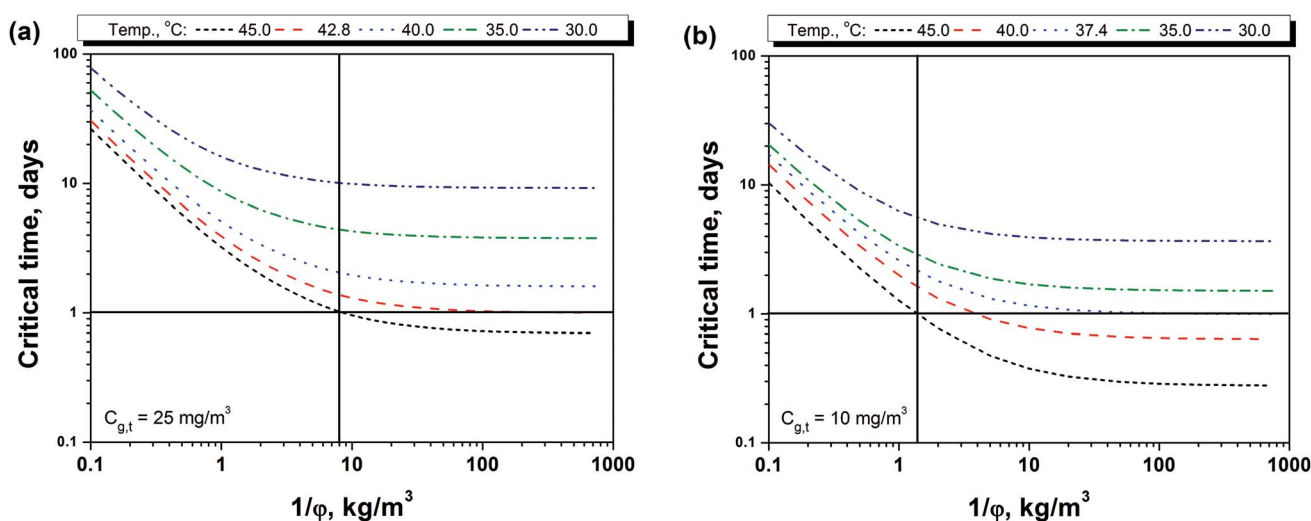 (a)
Temp., °C: 45.0 42.8 40.0 35.0 30.0
100
10
1
0.1
Critical time, days
0.1 1 10 100 1000
1/φ, kg/m³
C_g,t = 25 mg/m³
(b)
Temp., °C: 45.0 40.0 37.4 35.0 30.0
100
10
1
0.1
Critical time, days
0.1 1 10 100 1000
1/φ, kg/m³
C_g,t = 10 mg/m³